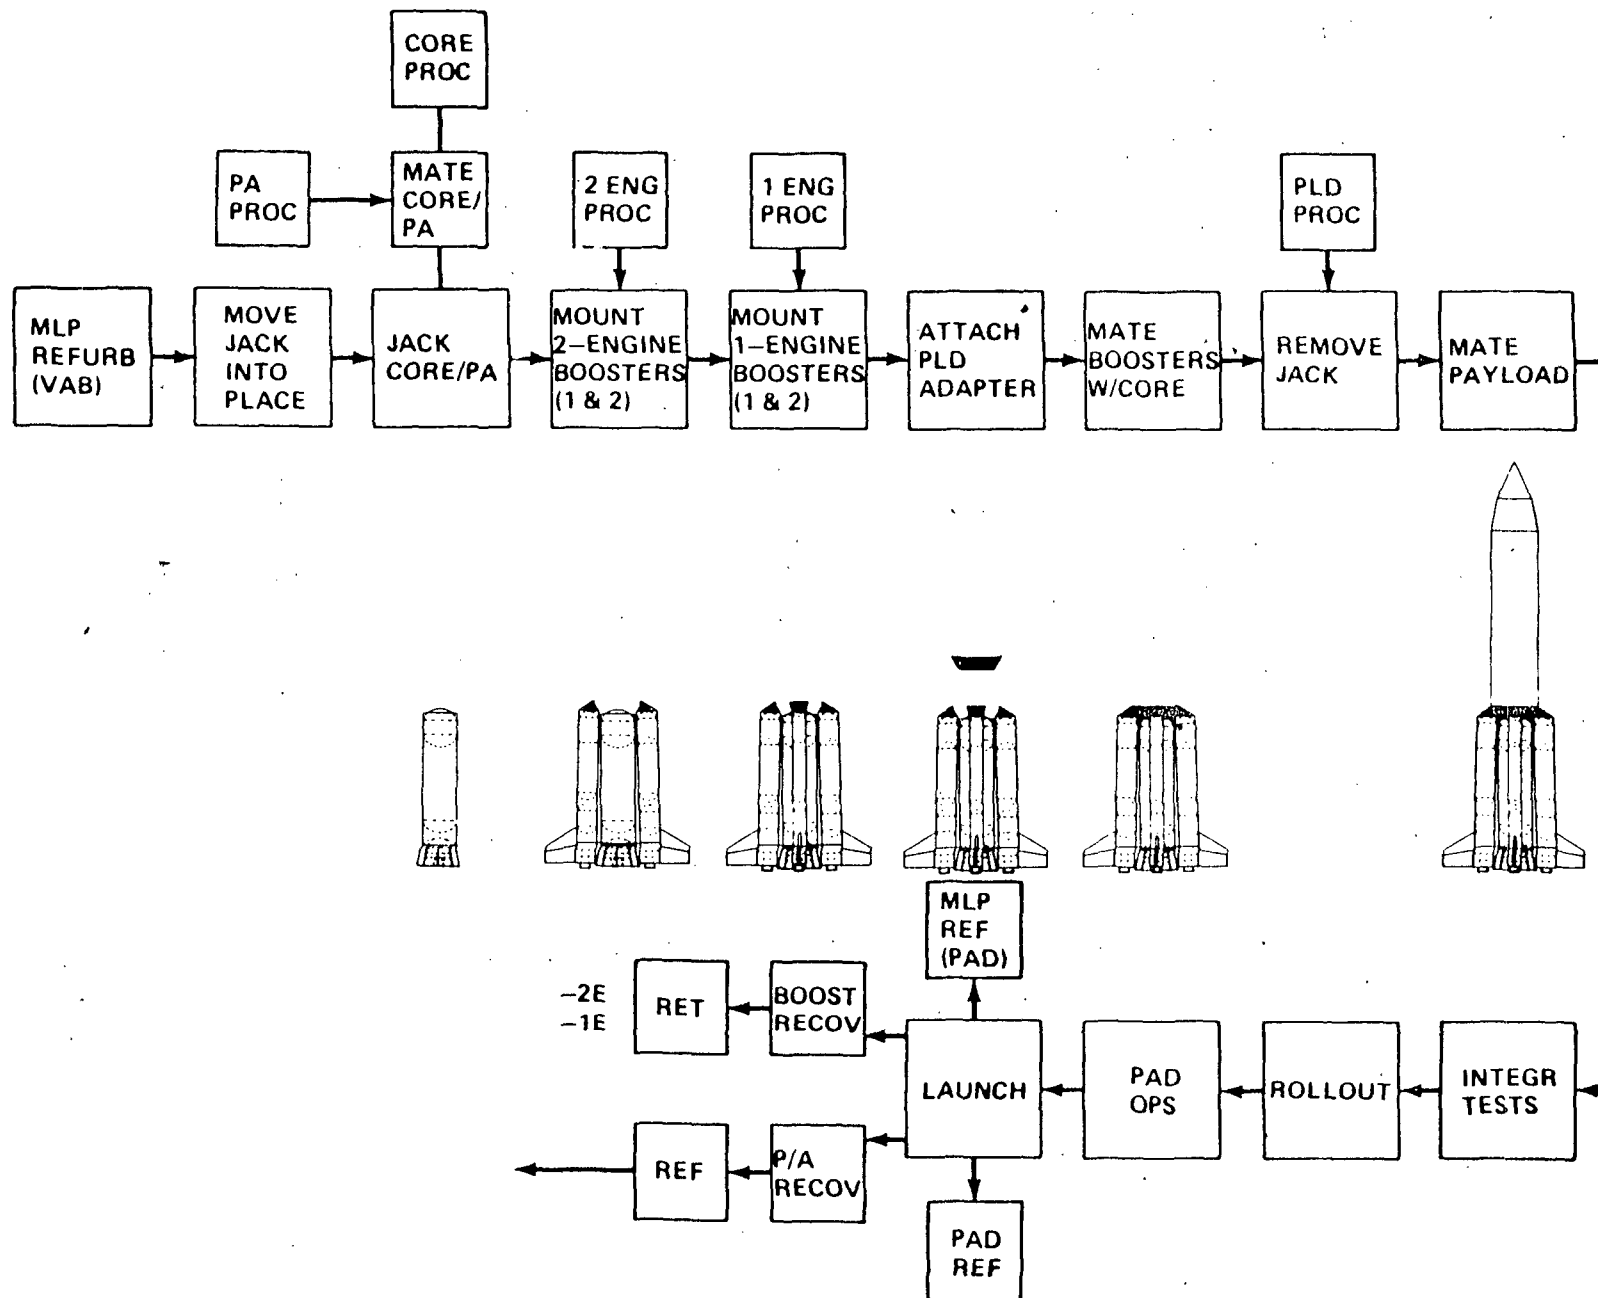 CORE
PROC
PA
PROC
MATE
CORE/
PA
2 ENG
PROC
1 ENG
PROC
PLD
PROC
MLP
REFURB
(VAB)
MOVE
JACK
INTO
PLACE
JACK
CORE/PA
MOUNT
2-ENGINE
BOOSTERS
(1 & 2)
MOUNT
1-ENGINE
BOOSTERS
(1 & 2)
ATTACH
PLD
ADAPTER
MATE
BOOSTERS
W/CORE
REMOVE
JACK
MATE
PAYLOAD
MLP
REF
(PAD)
-2E
-1E
RET
BOOST
RECOV
LAUNCH
PAD
OPS
ROLLOUT
INTEGR
TESTS
REF
P/A
RECOV
PAD
REF